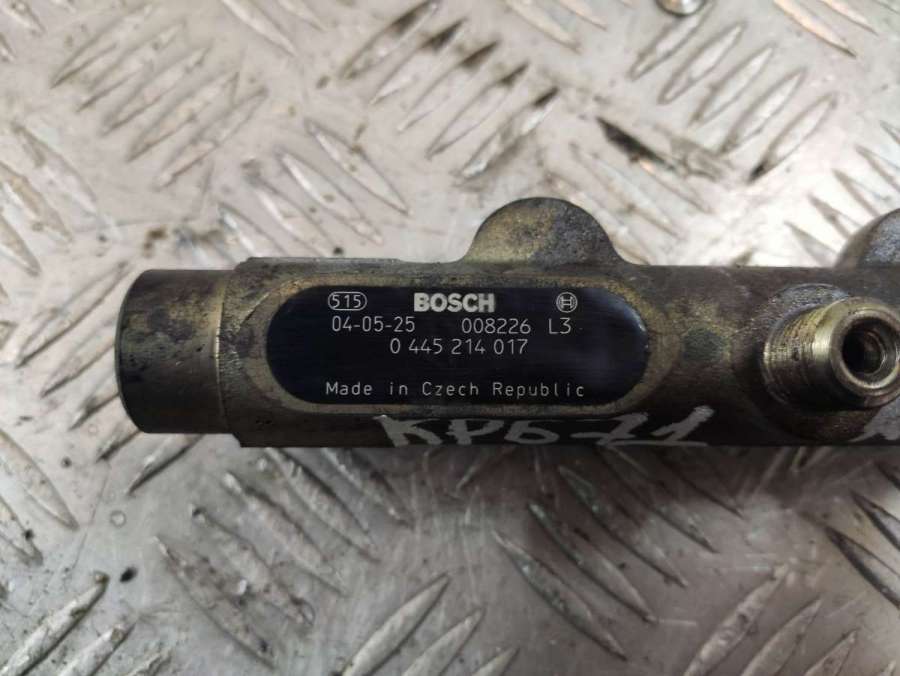 515 BOSCH
04-05-25 008226 L3
0 445 214 017
Made in Czech Republic